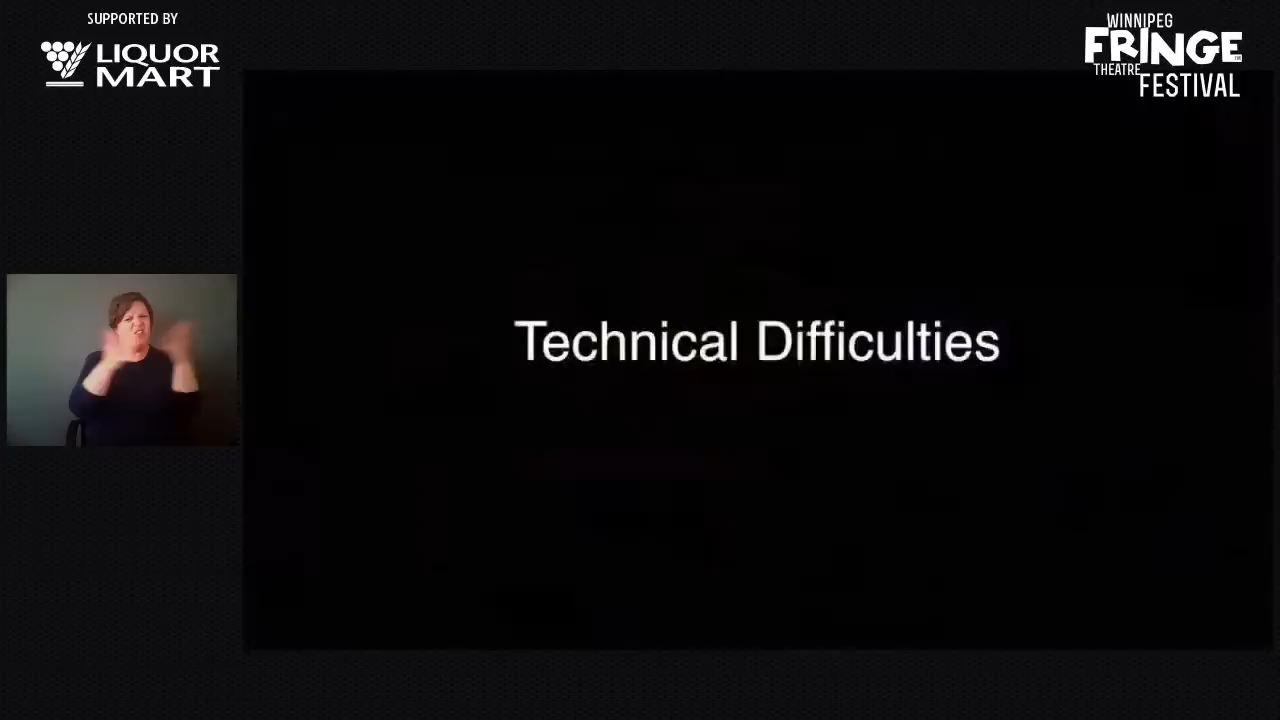 SUPPORTED BY
LIQUOR
MART
WINNIPEG
FRINGE
THEATRE
FESTIVAL
Technical Difficulties